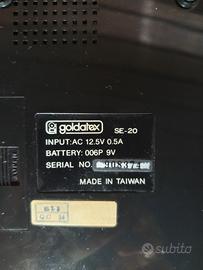 goldatex SE-20
INPUT:AC 12.5V 0.5A
BATTERY: 006P 9V
SERIAL NO.
MADE IN TAIWAN
subito